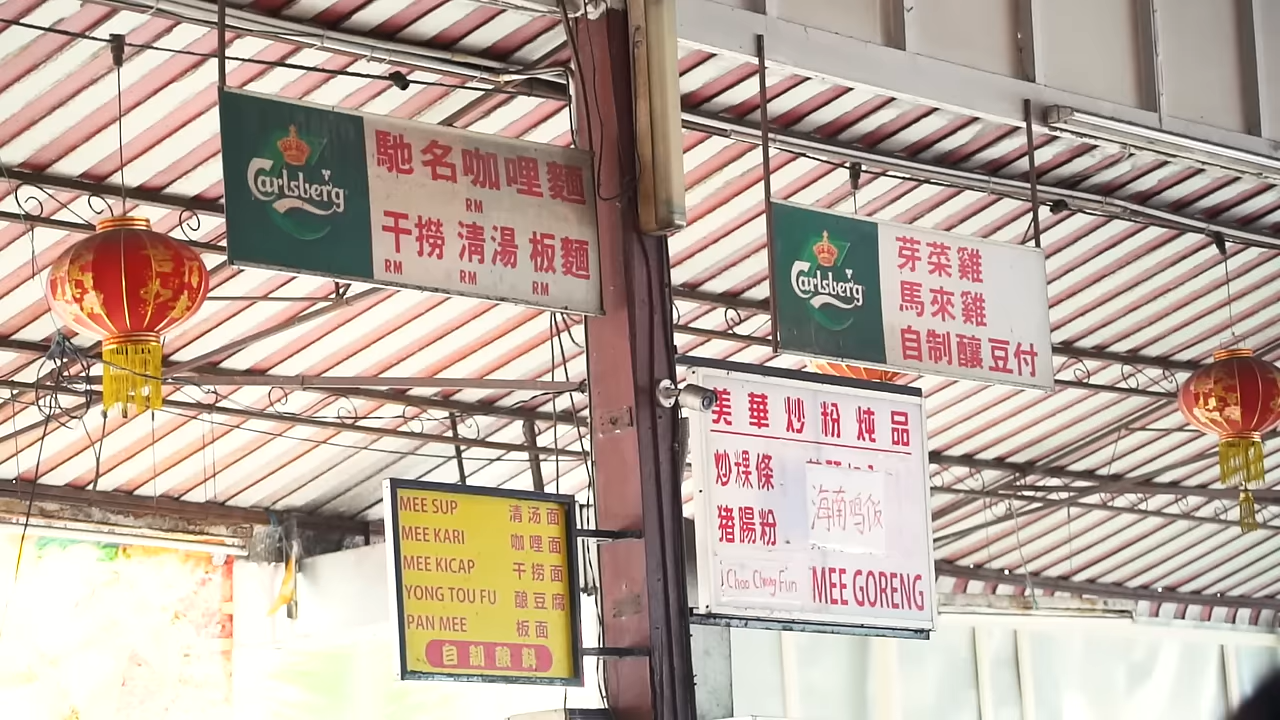 Carlsberg
馳名咖哩麵
RM
干撈 清湯 板麵
RM RM RM
Carlsberg
芽菜雞
馬來雞
自制釀豆付
美華炒粉炖品
炒粿條
海南鸡饭
猪腸粉
Chee Cheong Fun
MEE GORENG
MEE SUP 清汤面
MEE KARI 咖哩面
MEE KICAP 干捞面
YONG TOU FU 酿豆腐
PAN MEE 板面
自制酿料